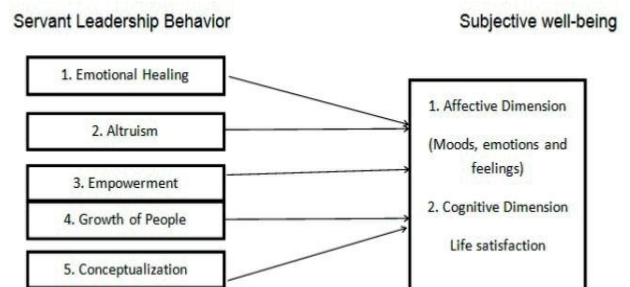 Servant Leadership Behavior
Subjective well-being
1. Emotional Healing
2. Altruism
3. Empowerment
4. Growth of People
5. Conceptualization
1. Affective Dimension
(Moods, emotions and
feelings)
2. Cognitive Dimension
Life satisfaction